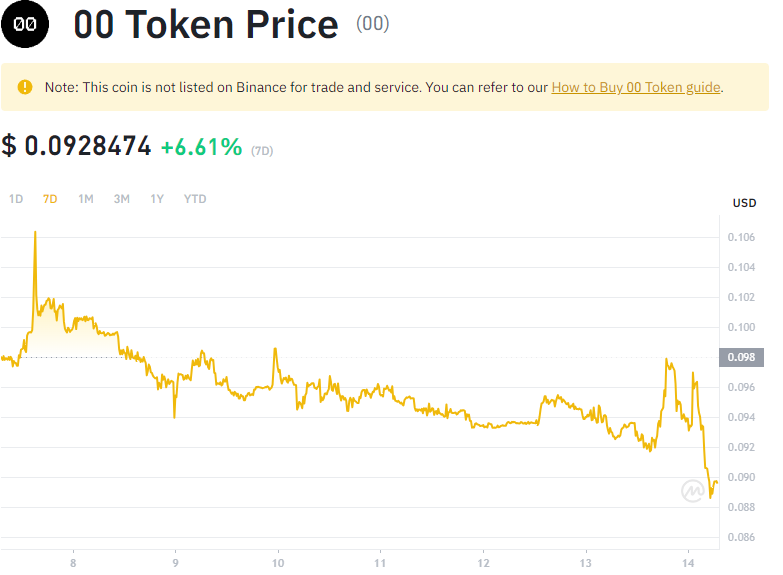 00
00 Token Price (00)
Note: This coin is not listed on Binance for trade and service. You can refer to our How to Buy 00 Token guide.
$ 0.0928474 +6.61% (7D)
1D 7D 1M 3M 1Y YTD
USD
0.106
0.104
0.102
0.100
0.098
0.096
0.094
0.092
0.090
0.088
0.086
8 9 10 11 12 13 14